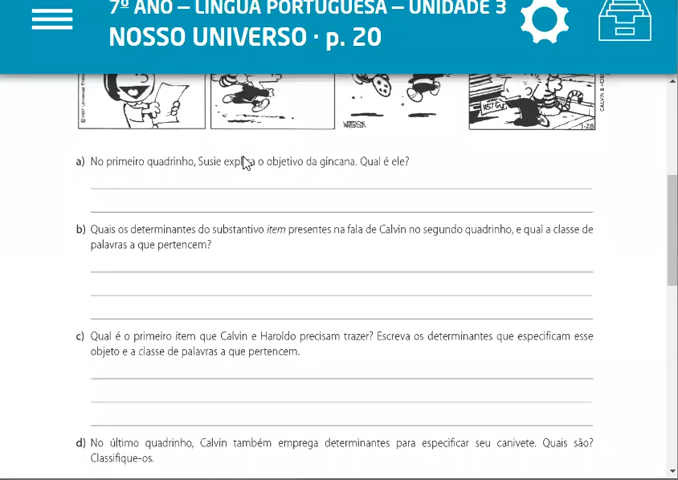 7º ANO – LÍNGUA PORTUGUESA – UNIDADE 3
NOSSO UNIVERSO · p. 20
a) No primeiro quadrinho, Susie explica o objetivo da gincana. Qual é ele?
b) Quais os determinantes do substantivo item presentes na fala de Calvin no segundo quadrinho, e qual a classe de
palavras a que pertencem?
c) Qual é o primeiro item que Calvin e Haroldo precisam trazer? Escreva os determinantes que especificam esse
objeto e a classe de palavras a que pertencem.
d) No último quadrinho, Calvin também emprega determinantes para especificar seu canivete. Quais são?
Classifique-os.